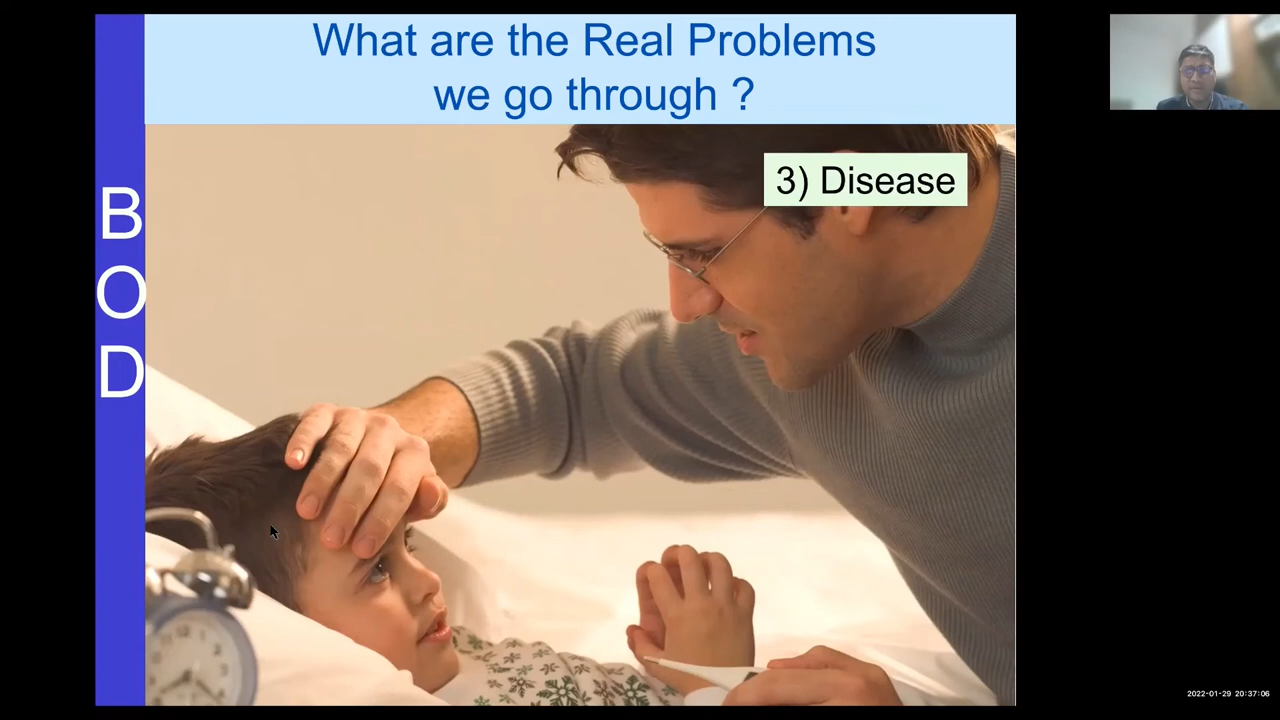 What are the Real Problems
we go through ?
3) Disease
B
O
D
2022-01-29 20:37:06